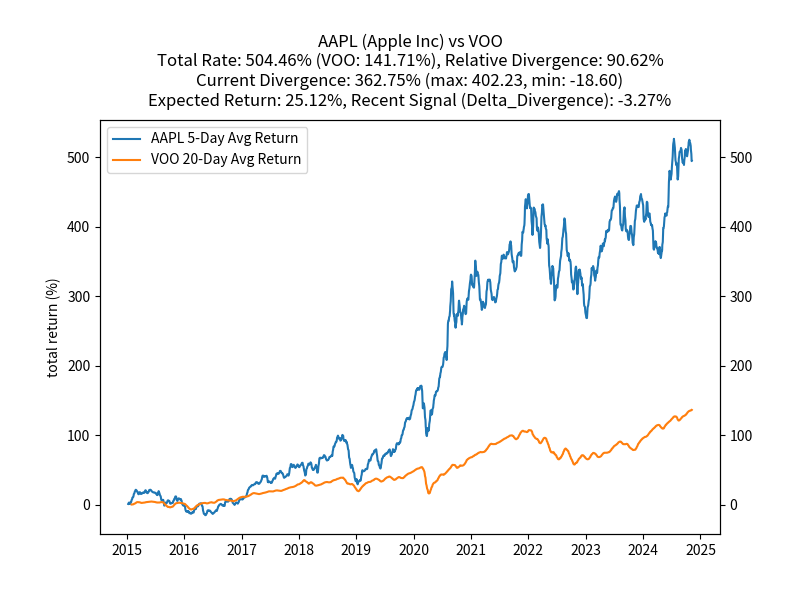 AAPL (Apple Inc) vs VOO
Total Rate: 504.46% (VOO: 141.71%), Relative Divergence: 90.62%
Current Divergence: 362.75% (max: 402.23, min: -18.60)
Expected Return: 25.12%, Recent Signal (Delta_Divergence): -3.27%
AAPL 5-Day Avg Return
VOO 20-Day Avg Return
total return (%)
500
400
300
200
100
0
500
400
300
200
100
0
2015 2016 2017 2018 2019 2020 2021 2022 2023 2024 2025